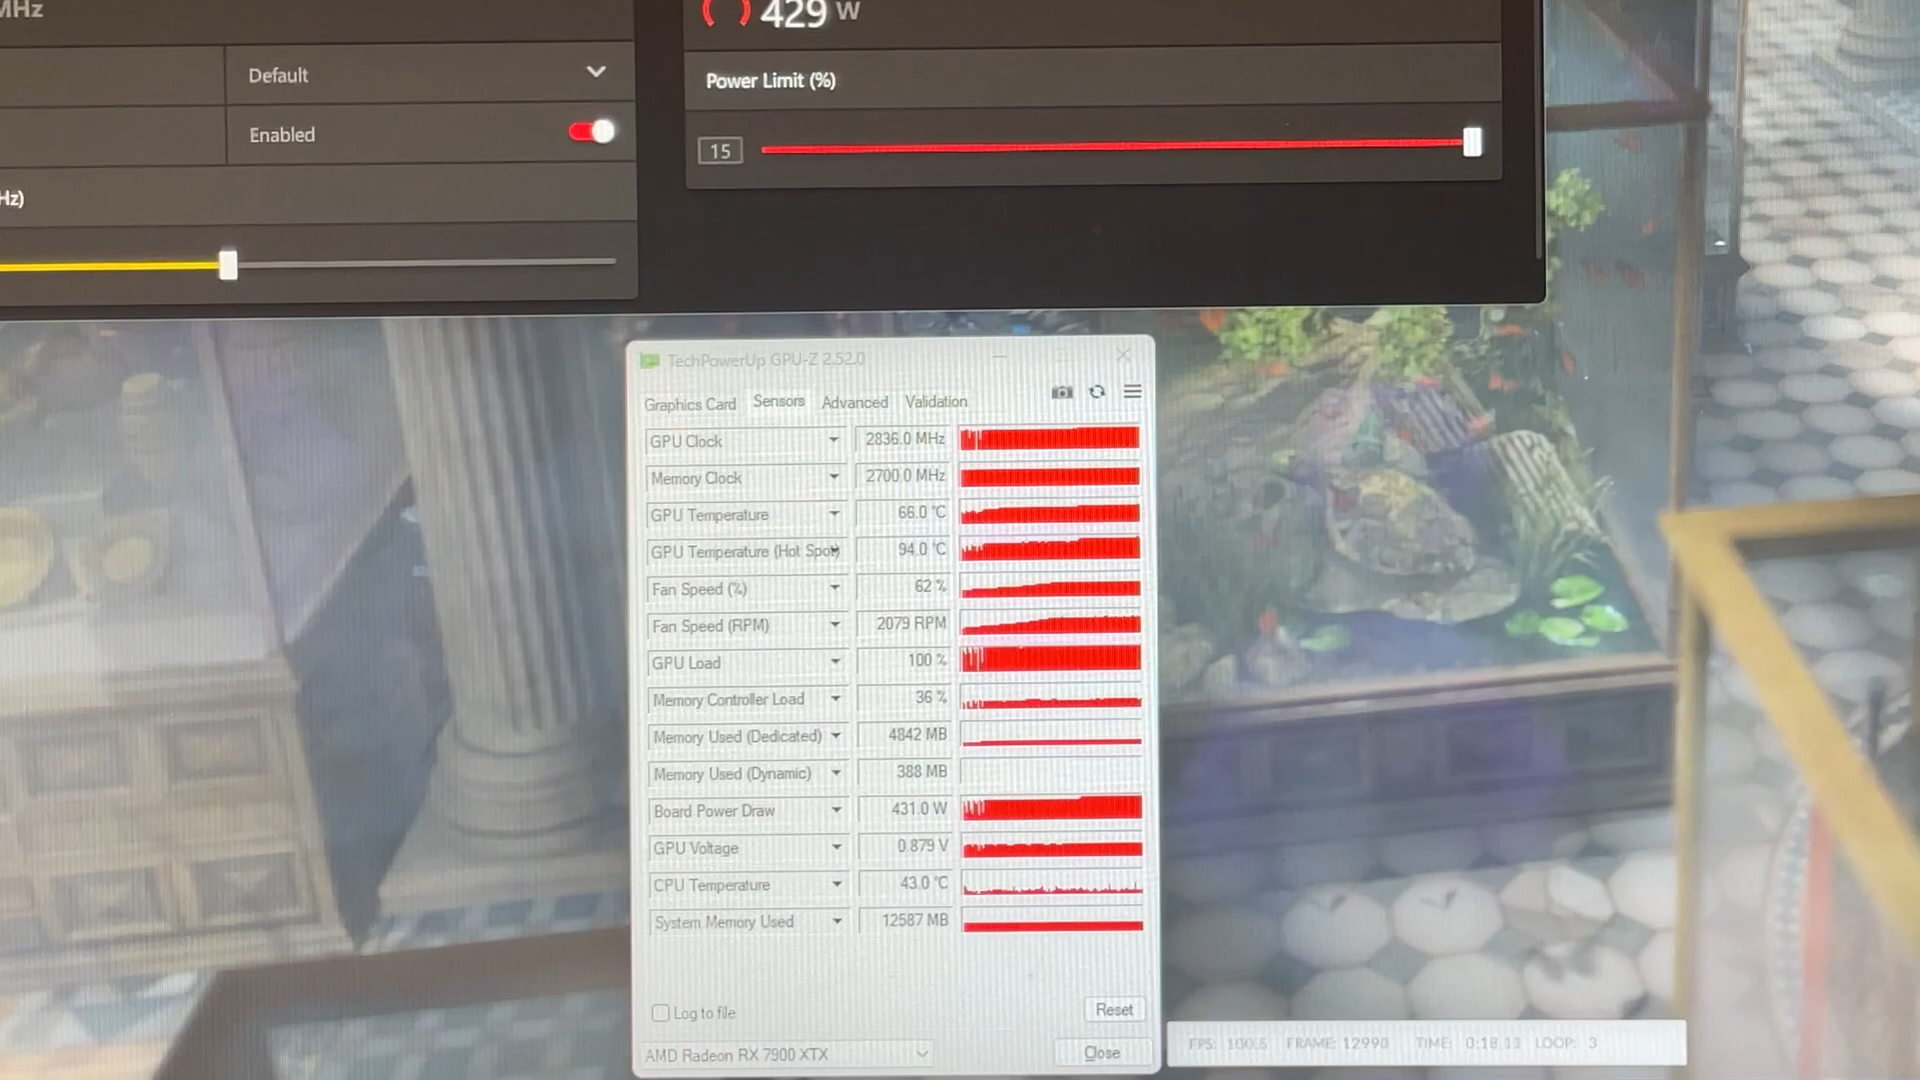 MHz
429 W
Default
Power Limit (%)
Enabled
15
Hz)
TechPowerUp GPU-Z 2.52.0
Graphics Card Sensors Advanced Validation
GPU Clock 2836.0 MHz
Memory Clock 2700.0 MHz
GPU Temperature 66.0 °C
GPU Temperature (Hot Spot) 94.0 °C
Fan Speed (%) 62 %
Fan Speed (RPM) 2079 RPM
GPU Load 100 %
Memory Controller Load 36 %
Memory Used (Dedicated) 4842 MB
Memory Used (Dynamic) 388 MB
Board Power Draw 431.0 W
GPU Voltage 0.879 V
CPU Temperature 43.0 °C
System Memory Used 12587 MB
Log to file
Reset
AMD Radeon RX 7900 XTX
Close
FPS: FRAME: 12990 TIME: LOOP: 3